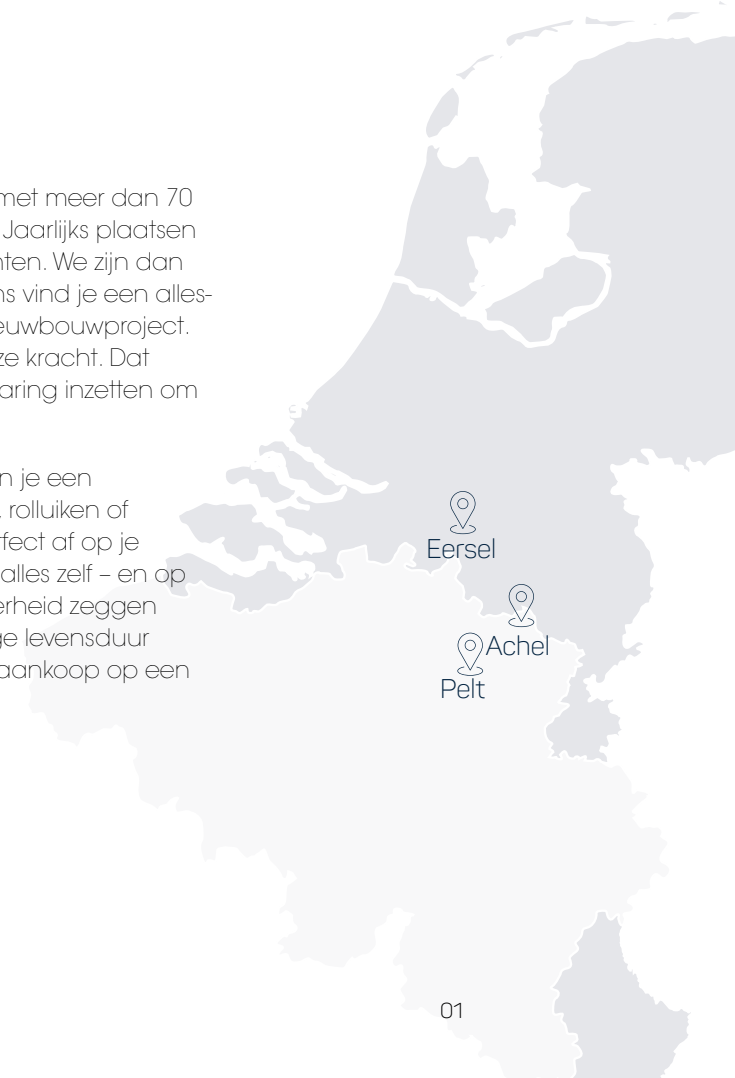 met meer dan 70
Jaarlijks plaatsen
nten. We zijn dan
ns vind je een alles-
euwbouwproject.
ze kracht. Dat
aring inzetten om
n je een
, rolluiken of
fect af op je
alles zelf – en op
erheid zeggen
ge levensduur
aankoop op een
Eersel
Achel
Pelt
01